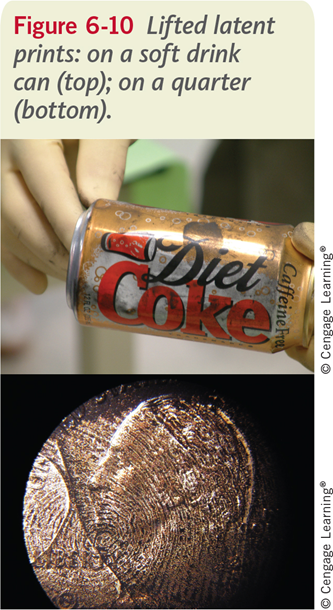 Figure 6-10 Lifted latent
prints: on a soft drink
can (top); on a quarter
(bottom).
Diet
Coke
Caffeine Free
© Cengage Learning®
© Cengage Learning®